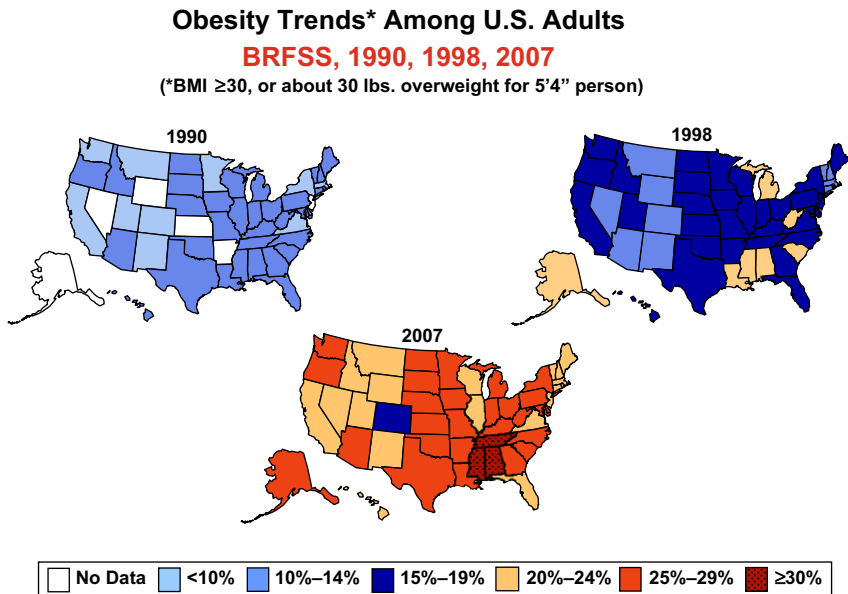 Obesity Trends* Among U.S. Adults
BRFSS, 1990, 1998, 2007
(*BMI ≥30, or about 30 lbs. overweight for 5’4” person)
1990
1998
2007
No Data <10% 10%–14% 15%–19% 20%–24% 25%–29% ≥30%